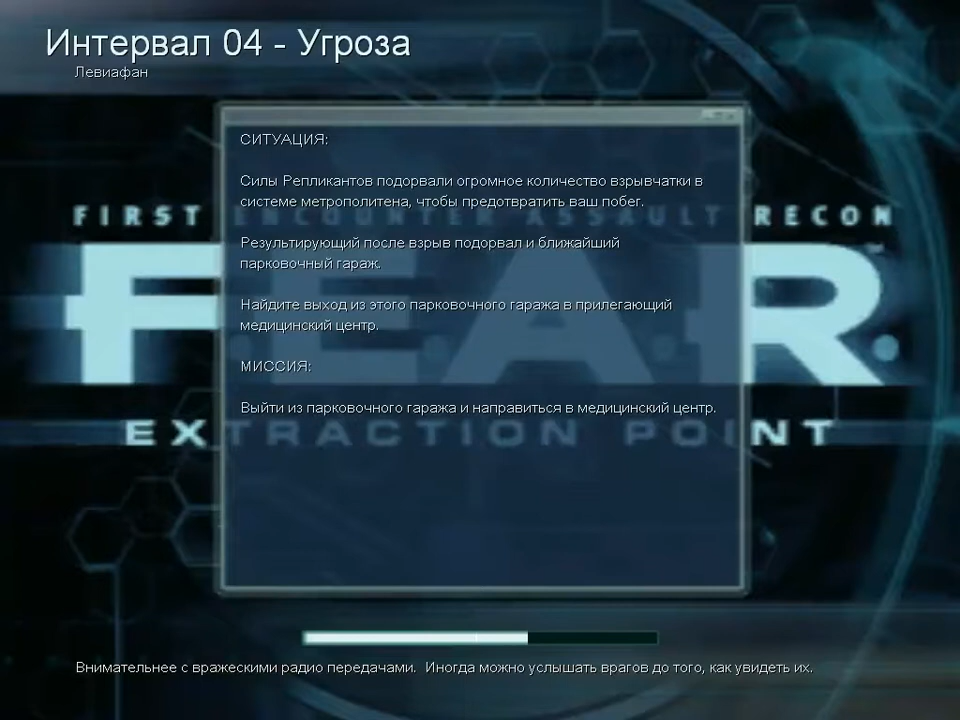 Интервал 04 - Угроза
Левиафан
СИТУАЦИЯ:
Силы Репликантов подорвали огромное количество взрывчатки в
системе метрополитена, чтобы предотвратить ваш побег.
Результирующий после взрыв подорвал и ближайший
парковочный гараж.
Найдите выход из этого парковочного гаража в прилегающий
медицинский центр.
МИССИЯ:
Выйти из парковочного гаража и направиться в медицинский центр.
FIRST ENCOUNTER ASSAULT RECON
F.E.A.R.
EXTRACTION POINT
Внимательнее с вражескими радио передачами. Иногда можно услышать врагов до того, как увидеть их.